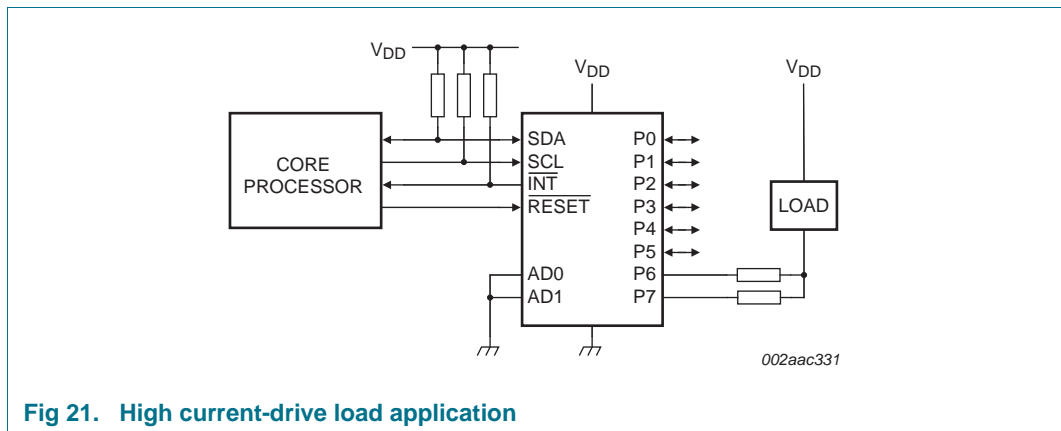 VDD
VDD
VDD
CORE
PROCESSOR
SDA
SCL
INT
RESET
AD0
AD1
P0
P1
P2
P3
P4
P5
P6
P7
LOAD
002aac331
Fig 21. High current-drive load application